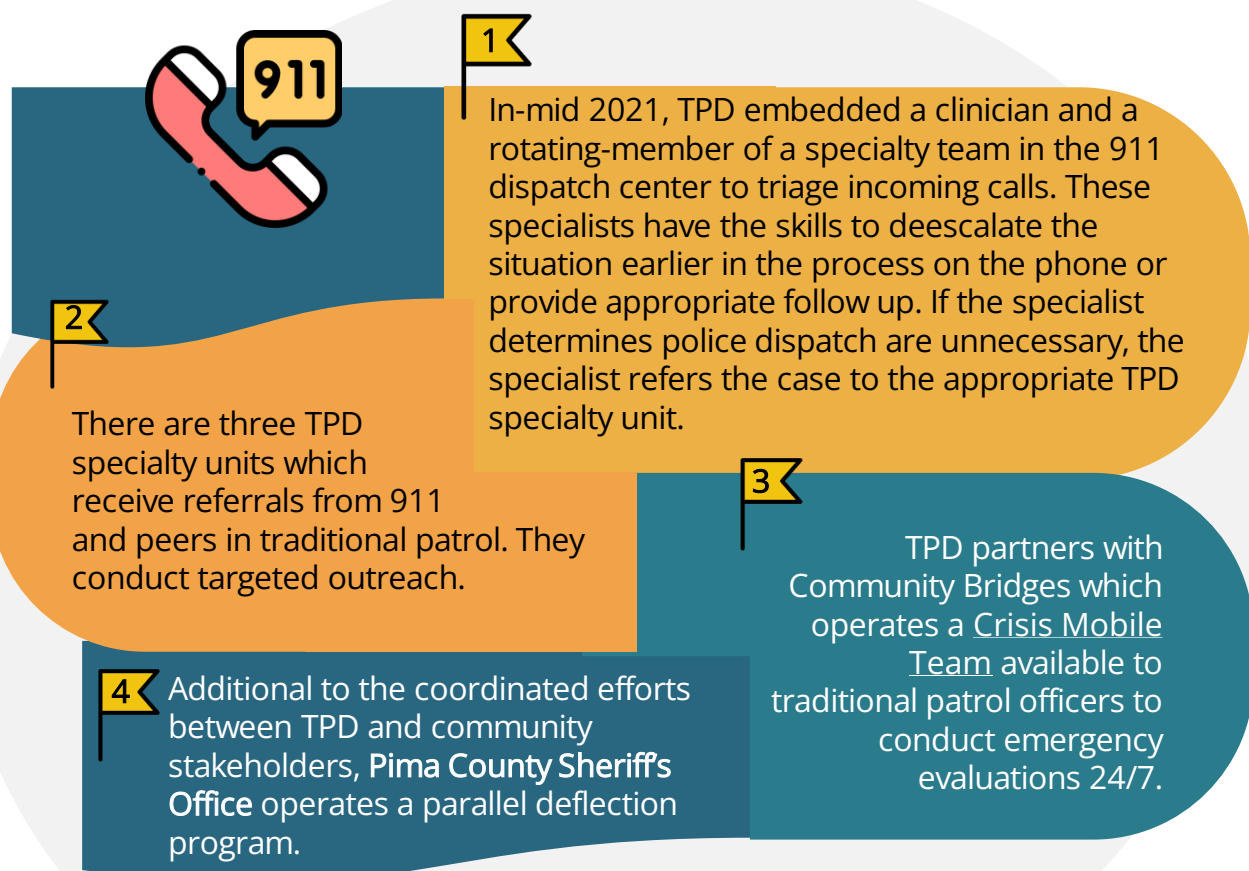 911
1
In-mid 2021, TPD embedded a clinician and a
rotating-member of a specialty team in the 911
dispatch center to triage incoming calls. These
specialists have the skills to deescalate the
situation earlier in the process on the phone or
provide appropriate follow up. If the specialist
determines police dispatch are unnecessary, the
specialist refers the case to the appropriate TPD
specialty unit.
2
There are three TPD
specialty units which
receive referrals from 911
and peers in traditional patrol. They
conduct targeted outreach.
3
TPD partners with
Community Bridges which
operates a Crisis Mobile
Team available to
traditional patrol officers to
conduct emergency
evaluations 24/7.
4
Additional to the coordinated efforts
between TPD and community
stakeholders, Pima County Sheriff's
Office operates a parallel deflection
program.